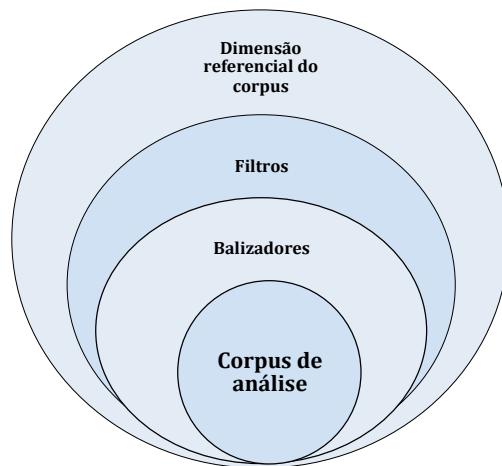 Dimensão
referencial do
corpus
Filtros
Balizadores
Corpus de
análise